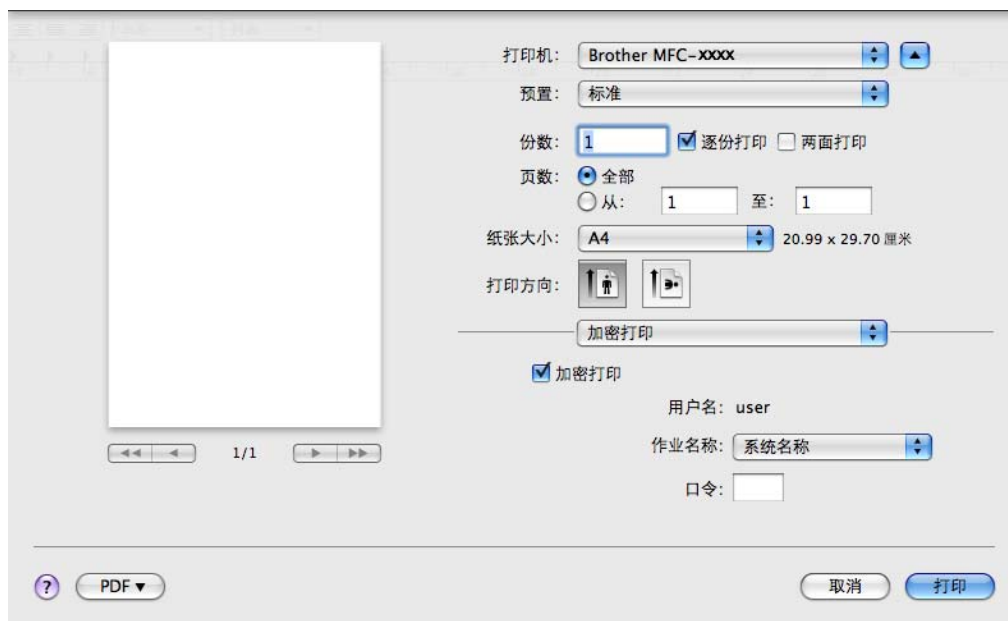 打印机: Brother MFC-XXXX
预置: 标准
份数: 1 逐份打印 两面打印
页数: 全部
从: 1 至: 1
纸张大小: A4 20.99 x 29.70 厘米
打印方向:
加密打印
加密打印
用户名: user
作业名称: 系统名称
口令:
1/1
? PDF 取消 打印